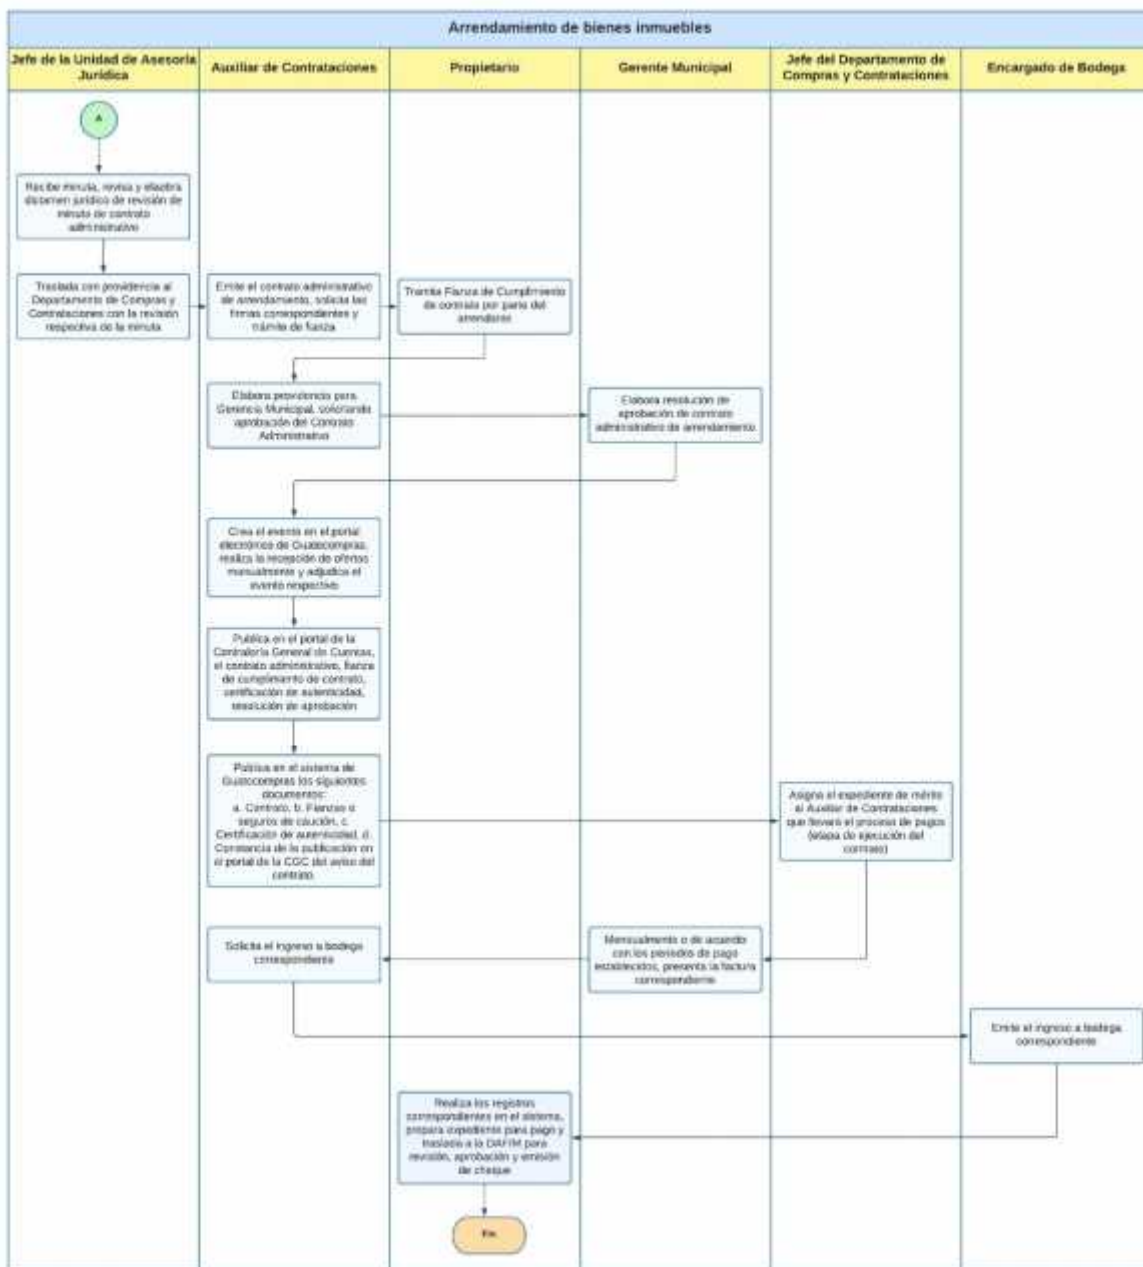 Arrendamiento de bienes inmuebles
Jefe de la Unidad de Asesoría
Jurídica
Auxiliar de Contrataciones
Propietario
Gerente Municipal
Jefe del Departamento de
Compras y Contrataciones
Encargado de Bodega
A
Recibe minuta, revisa y elabora
dictamen jurídico de revisión de
minuta de contrato
administrativo
Traslada con providencia al
Departamento de Compras y
Contrataciones con la revisión
respectiva de la minuta
Emite el contrato administrativo
de arrendamiento, solicita las
firmas correspondientes y
trámite de fianza
Tramita Fianza de Cumplimiento
de contrato por parte del
arrendante
Elabora providencia para
Gerencia Municipal, solicitando
aprobación del Contrato
Administrativo
Elabora resolución de
aprobación de contrato
administrativo de arrendamiento
Crea el evento en el portal
electrónico de Guatecompras,
realiza la recepción de ofertas
manualmente y adjudica el
evento respectivo
Publica en el portal de la
Contraloría General de Cuentas,
el contrato administrativo, fianza
de cumplimiento de contrato,
certificación de autenticidad,
resolución de aprobación
Publica en el sistema de
Guatecompras los siguientes
documentos:
a. Contrato, b. Fianzas o
seguros de caución, c.
Certificación de autenticidad, d.
Constancia de la publicación en
el portal de la CGC del aviso del
contrato
Asigna el expediente de mérito
al Auxiliar de Contrataciones
que llevará el proceso de pagos
(etapa de ejecución del
contrato)
Mensualmente o de acuerdo
con los periodos de pago
establecidos, presenta la factura
correspondiente
Solicita el ingreso a bodega
correspondiente
Emite el ingreso a bodega
correspondiente
Realiza los registros
correspondientes en el sistema,
prepara expediente para pago y
traslada a la DAFIM para
revisión, aprobación y emisión
de cheque
Fin